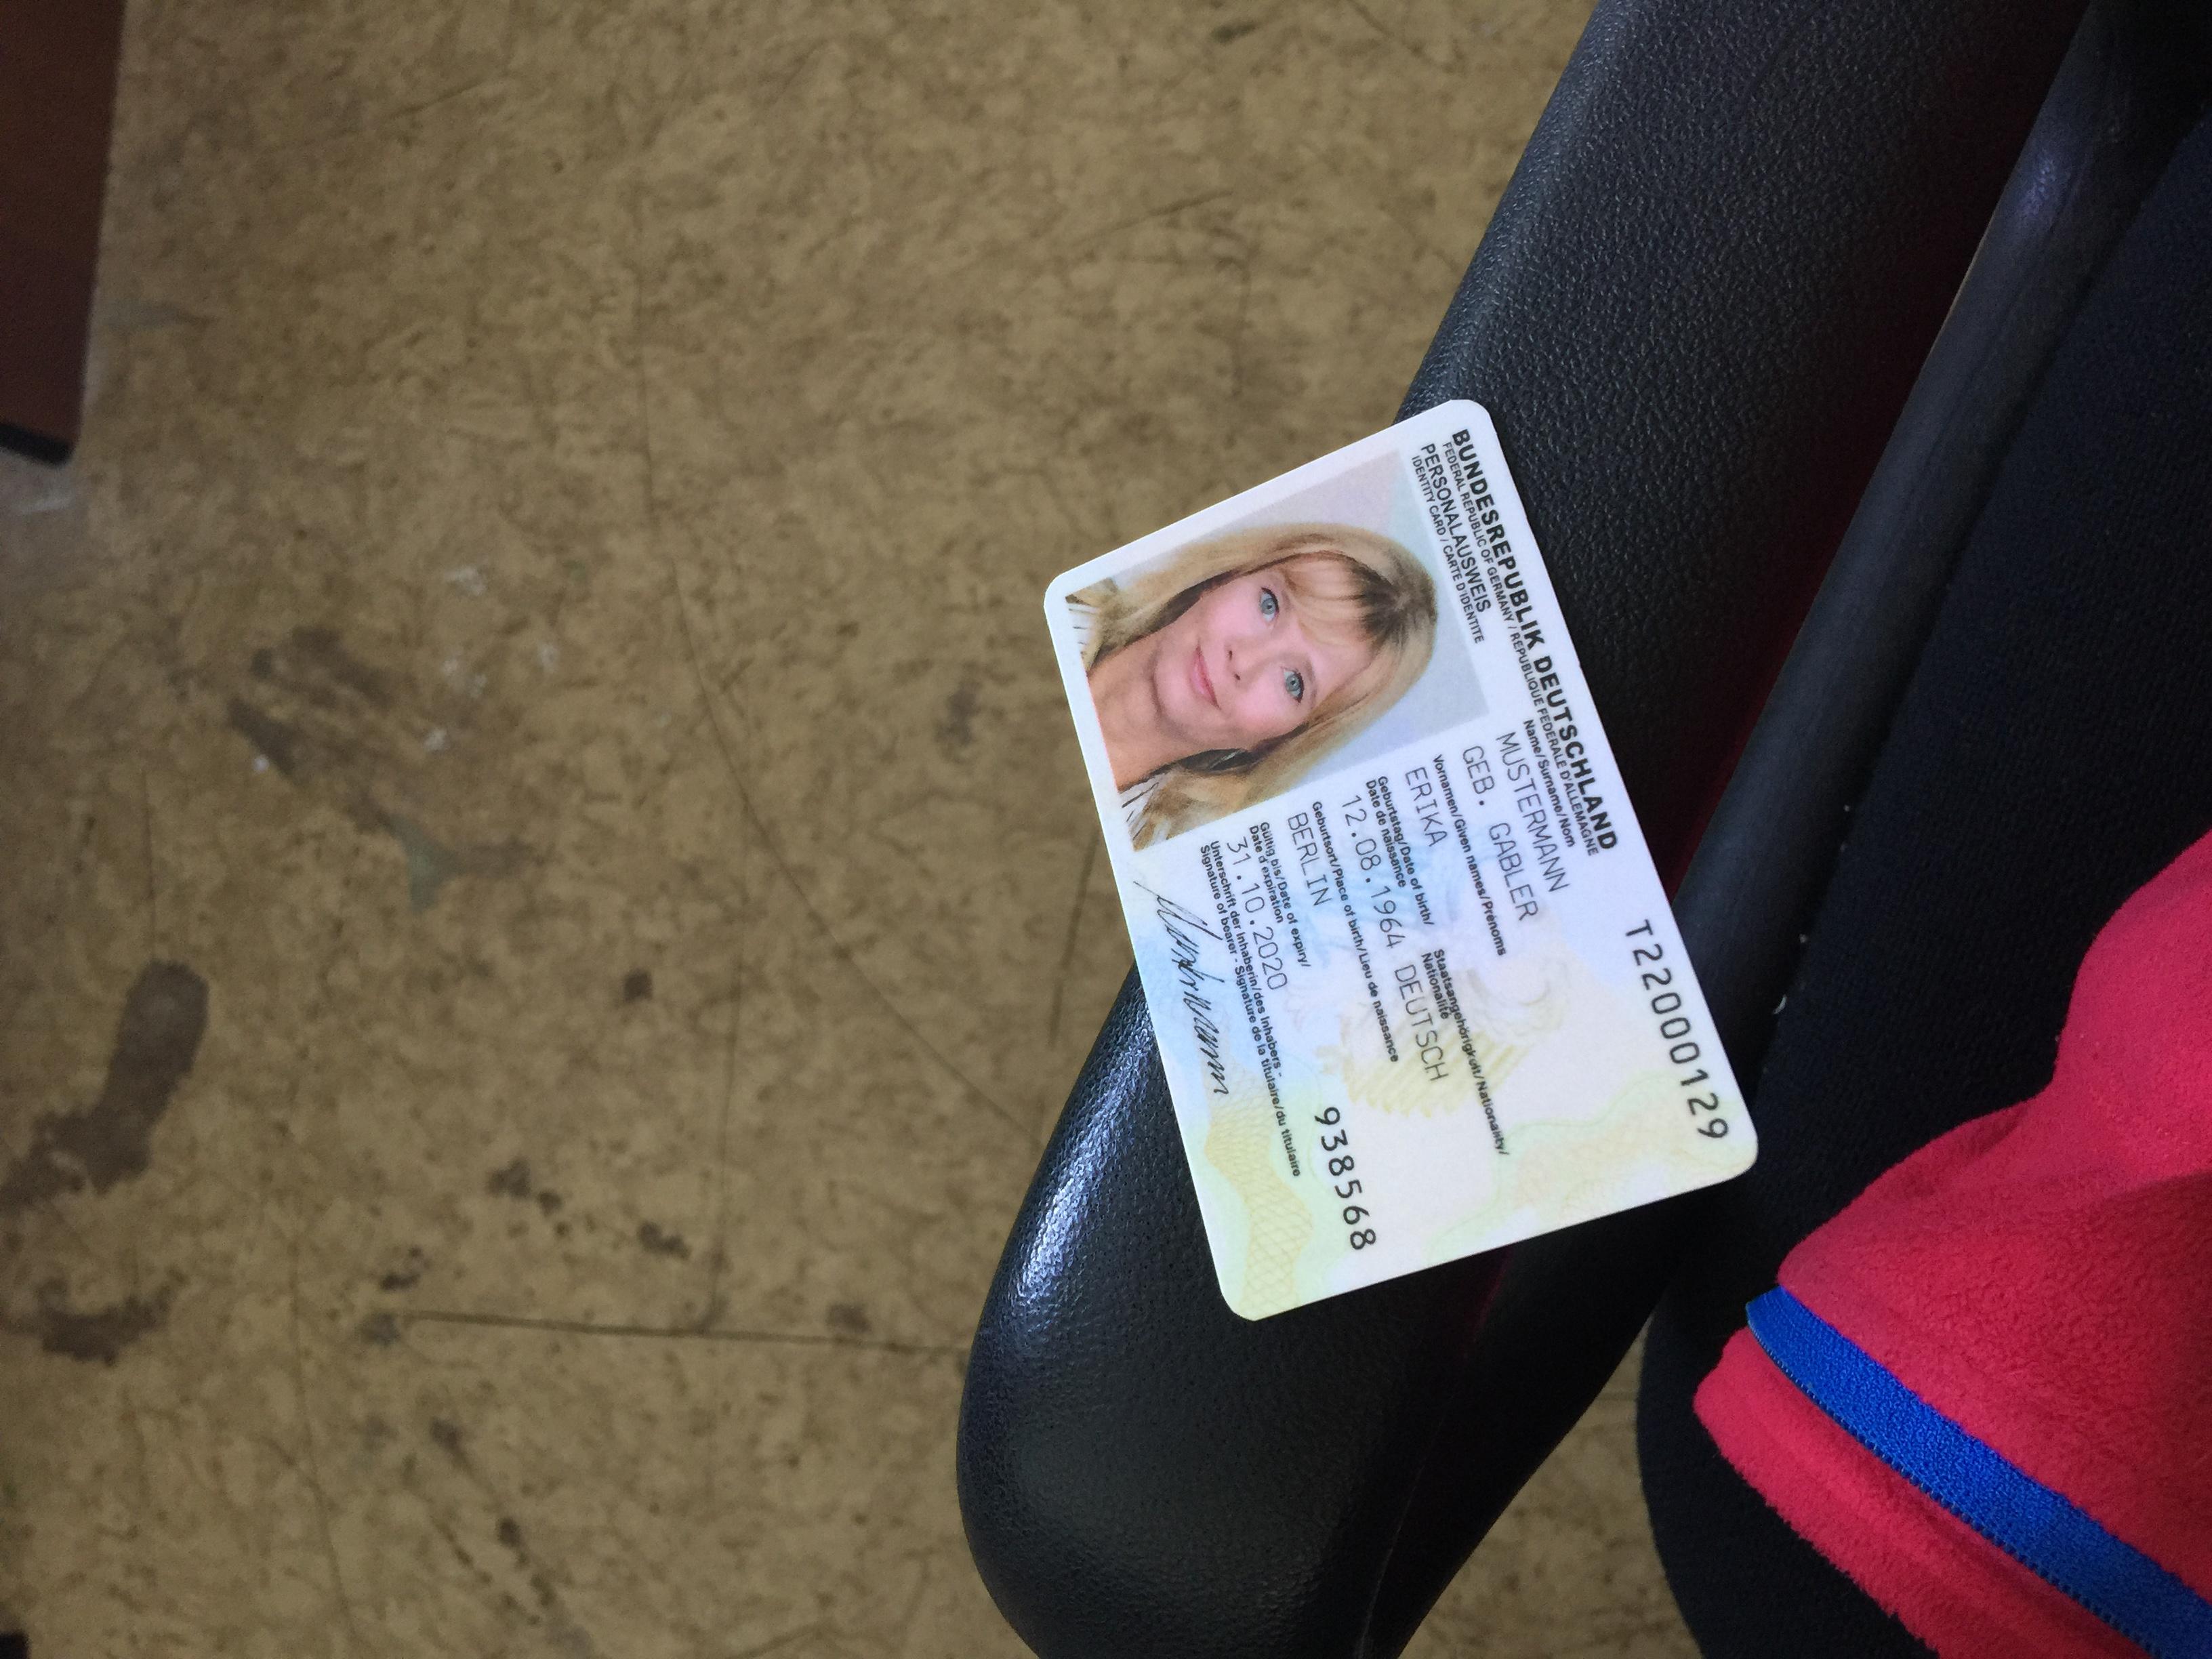 BUNDESREPUBLIK DEUTSCHLAND
FEDERAL REPUBLIC OF GERMANY / REPUBLIQUE FEDERALE D'ALLEMAGNE
PERSONALAUSWEIS
IDENTITY CARD / CARTE D'IDENTITE
T22000129
Name/Surname/Nom
MUSTERMANN
GEB. GABLER
Vornamen/Given names/Prénoms
ERIKA
Geburtstag/Date of birth/
Date de naissance
12.08.1964
Staatsangehörigkeit/Nationality/
Nationalité
DEUTSCH
Geburtsort/Place of birth/Lieu de naissance
BERLIN
Gültig bis/Date of expiry/
Date d'expiration
31.10.2020
938568
Unterschrift der Inhaberin/des Inhabers -
Signature of bearer - Signature de la titulaire/du titulaire
Mustermann